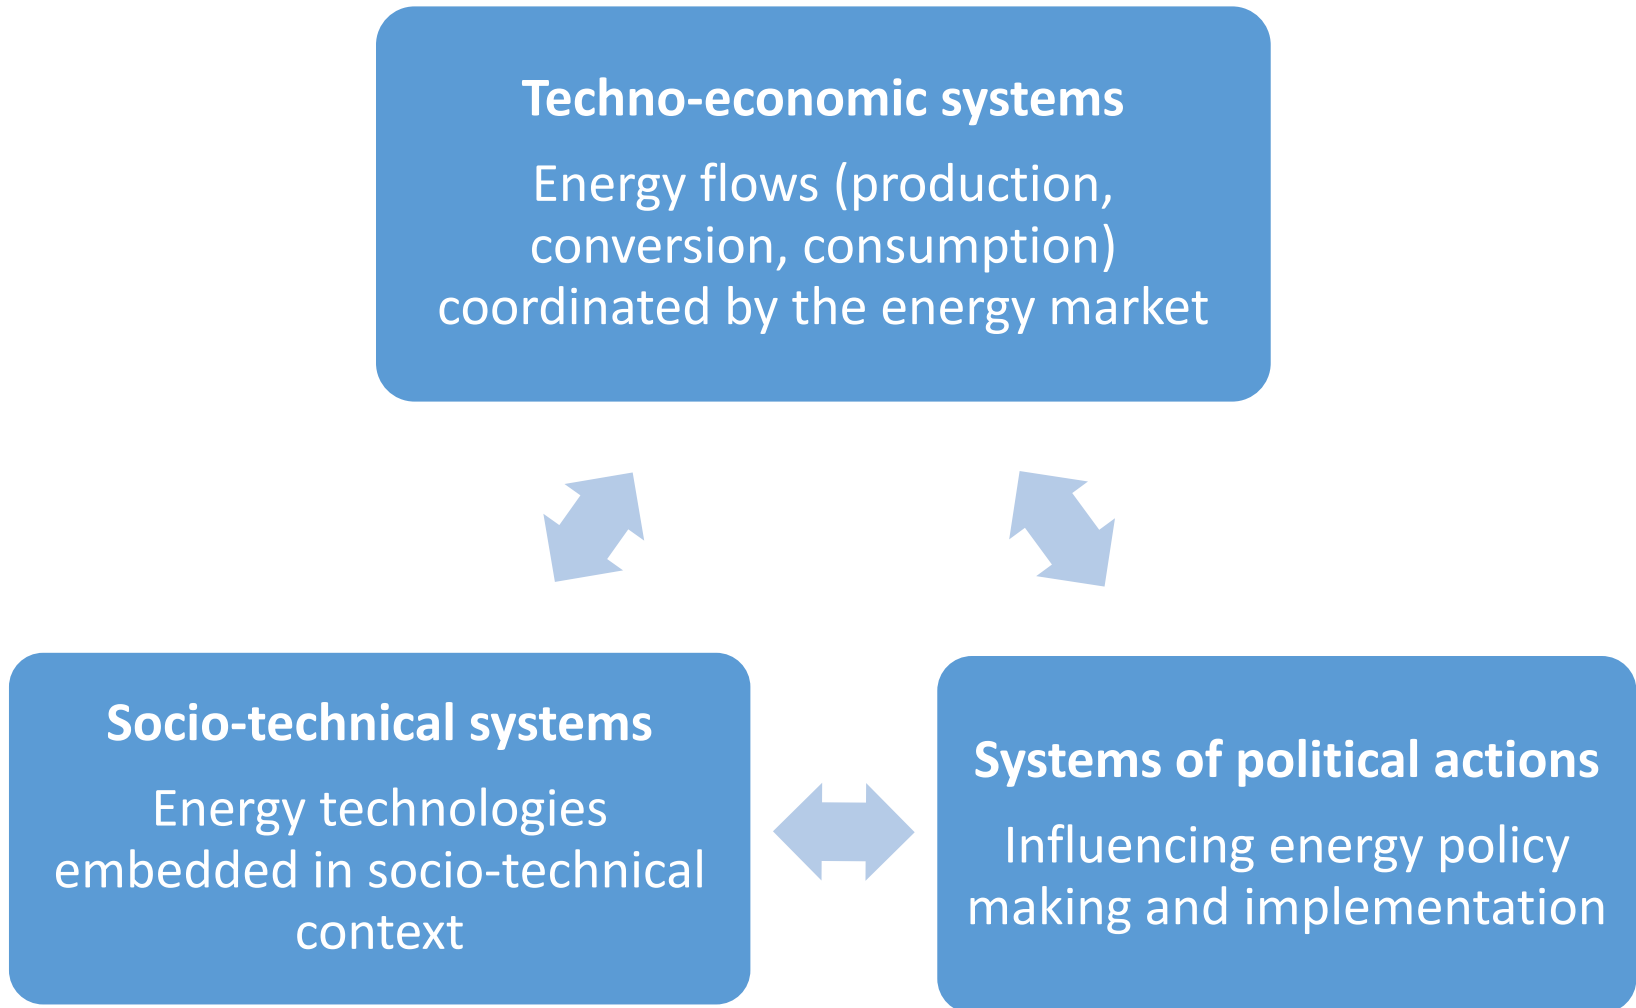 Techno-economic systems
Energy flows (production,
conversion, consumption)
coordinated by the energy market
Socio-technical systems
Energy technologies
embedded in socio-technical
context
Systems of political actions
Influencing energy policy
making and implementation